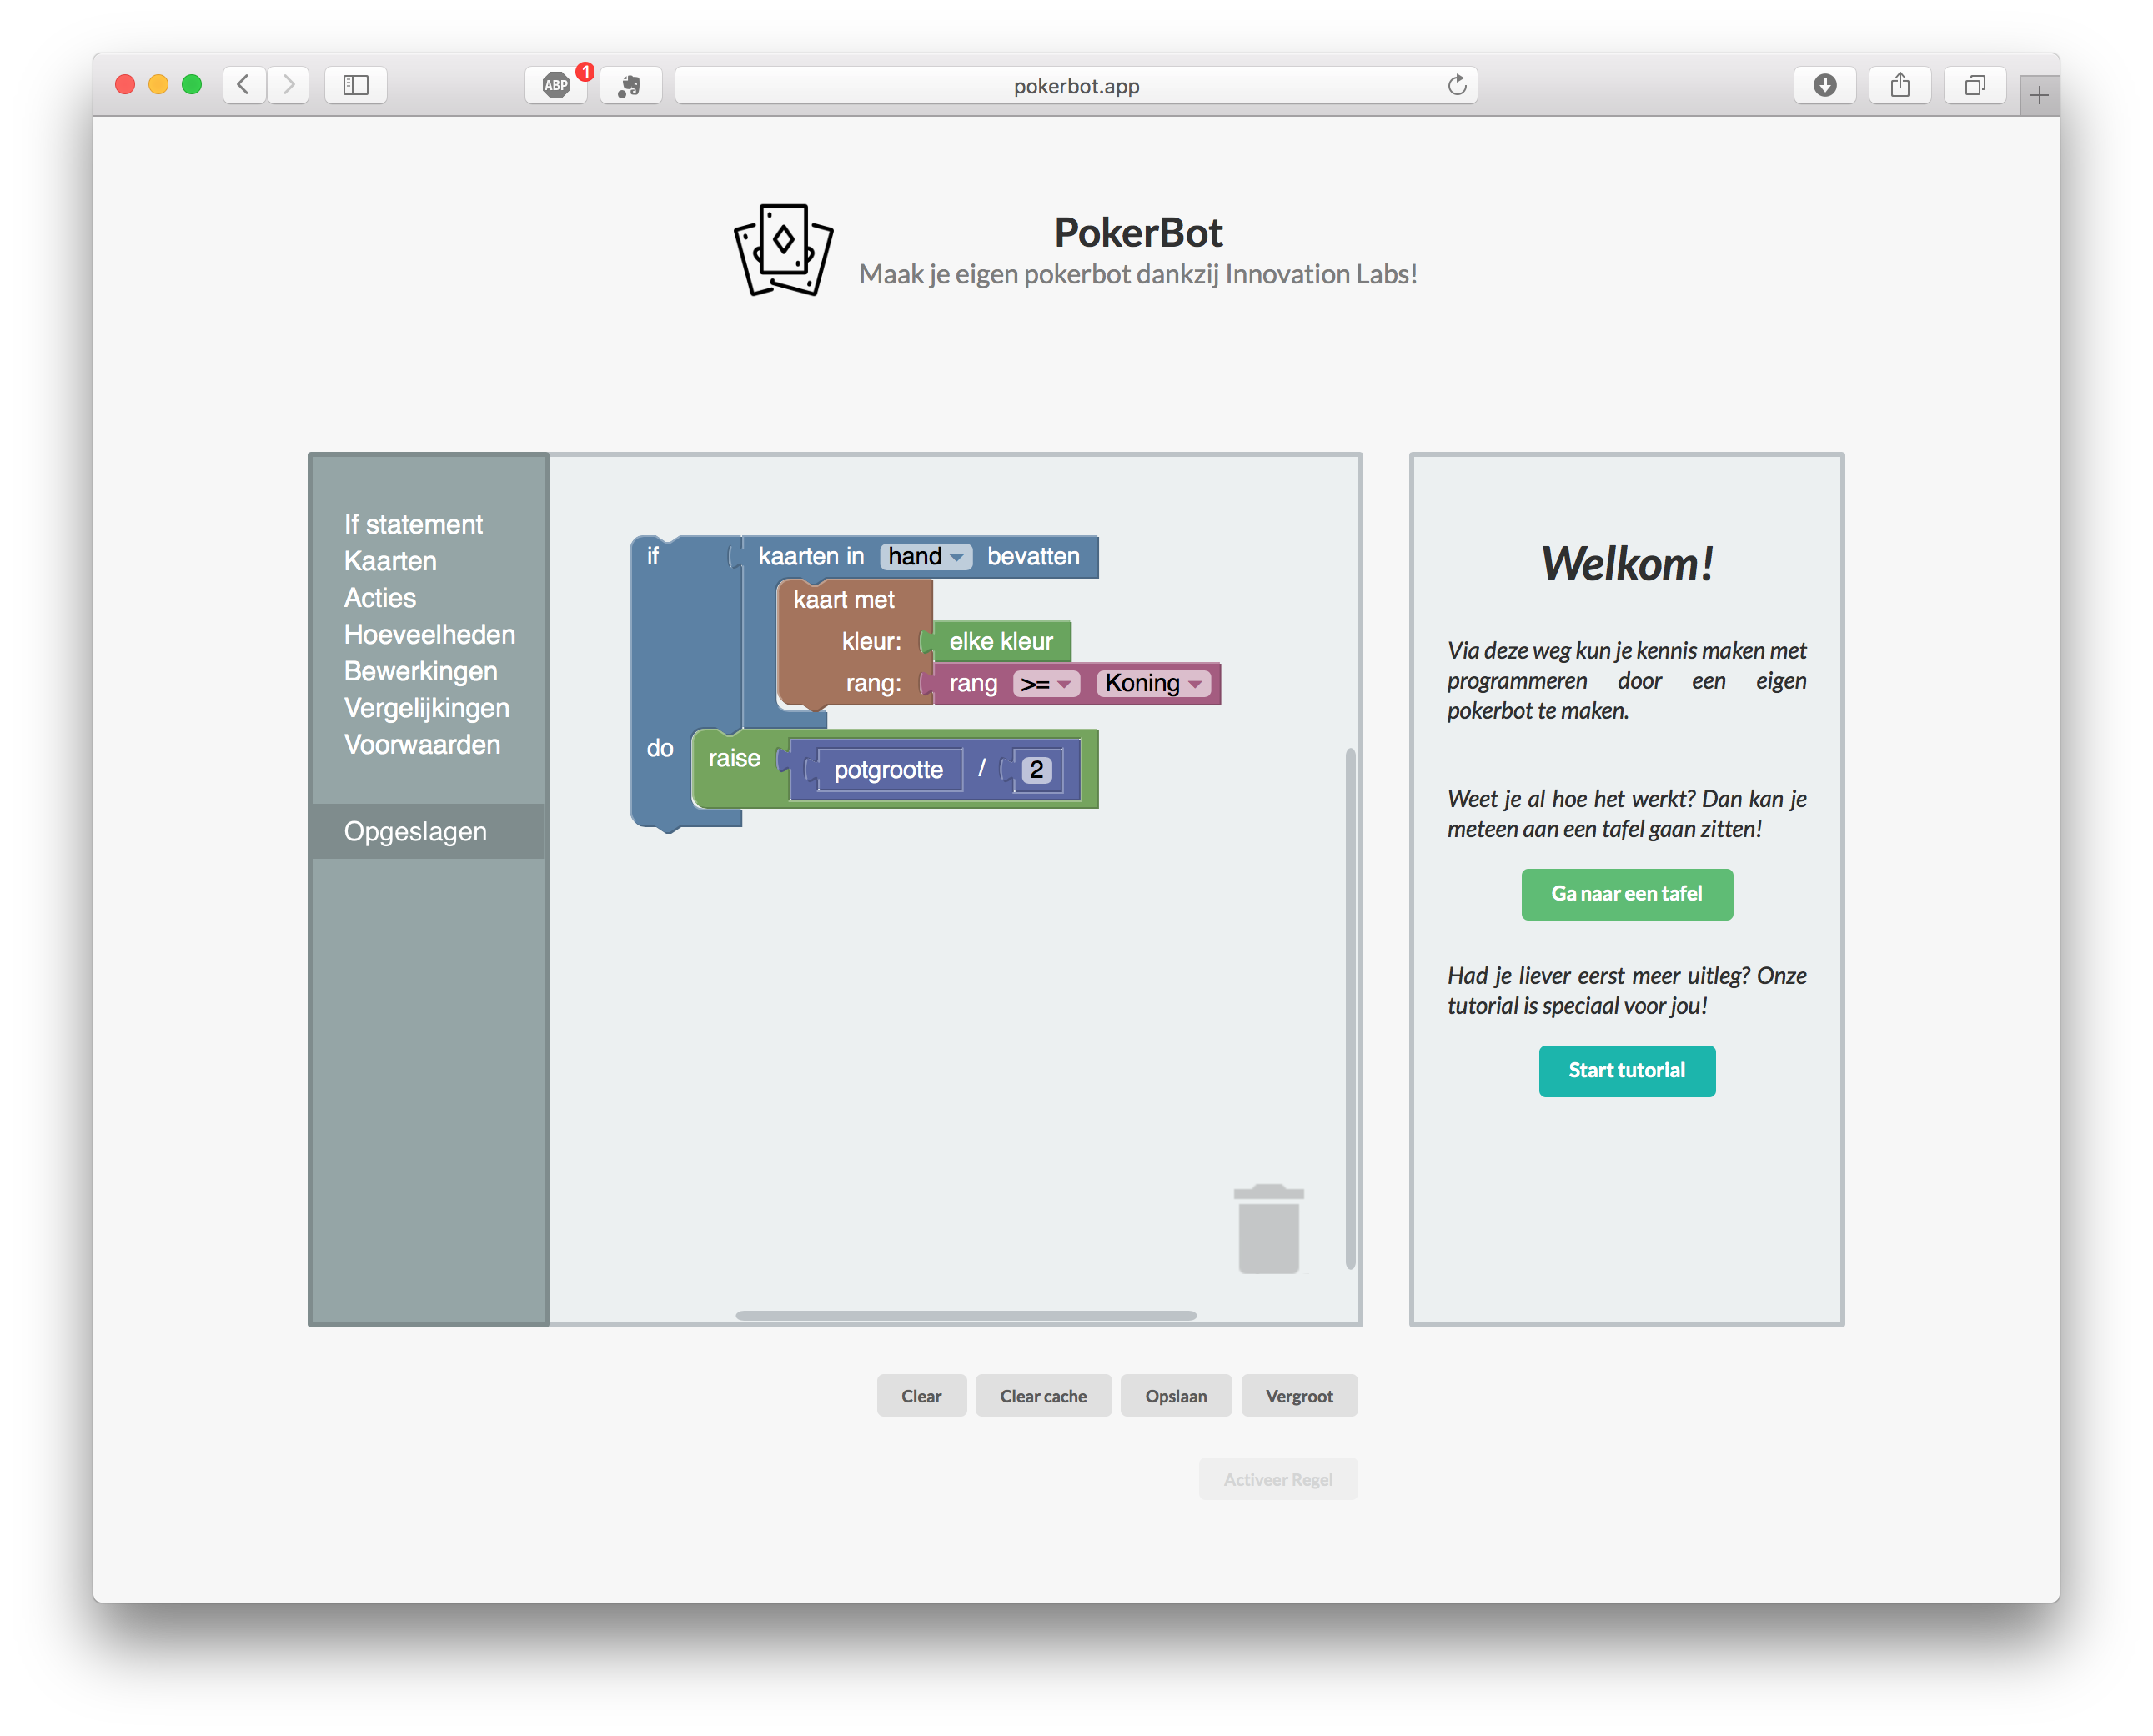 ABP
1
pokerbot.app
PokerBot
Maak je eigen pokerbot dankzij Innovation Labs!
If statement
Kaarten
Acties
Hoeveelheden
Bewerkingen
Vergelijkingen
Voorwaarden
Opgeslagen
if kaarten in hand bevatten
kaart met
kleur: elke kleur
rang: rang >= Koning
do raise potgrootte / 2
Welkom!
Via deze weg kun je kennis maken met
programmeren door een eigen
pokerbot te maken.
Weet je al hoe het werkt? Dan kan je
meteen aan een tafel gaan zitten!
Ga naar een tafel
Had je liever eerst meer uitleg? Onze
tutorial is speciaal voor jou!
Start tutorial
Clear Clear cache Opslaan Vergroot
Activeer Regel